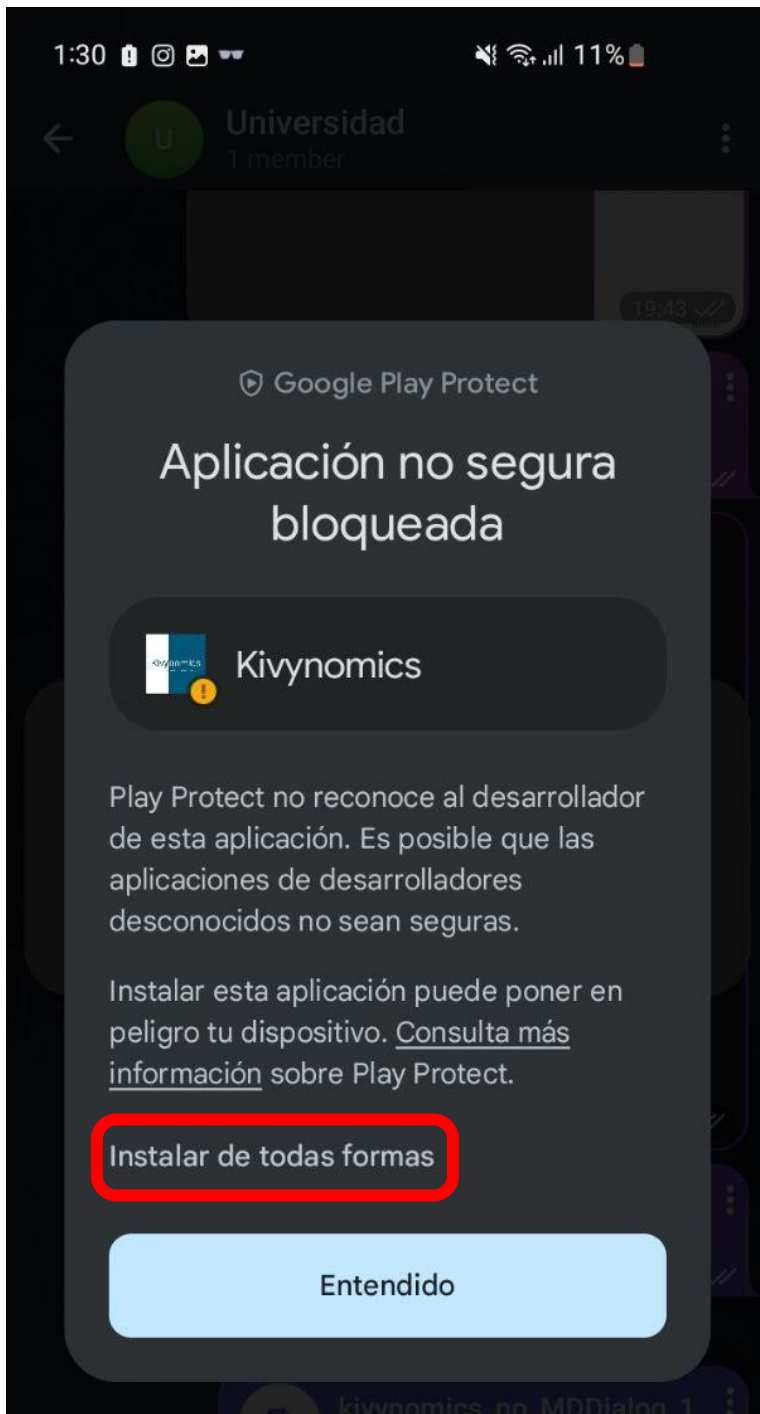 1:30 11%
Universidad
1 member
19:43
Google Play Protect
Aplicación no segura
bloqueada
Kivynomics
Kivynomics
Play Protect no reconoce al desarrollador
de esta aplicación. Es posible que las
aplicaciones de desarrolladores
desconocidos no sean seguras.
Instalar esta aplicación puede poner en
peligro tu dispositivo. Consulta más
información sobre Play Protect.
Instalar de todas formas
Entendido
kivynomics_no_MDDialog_1